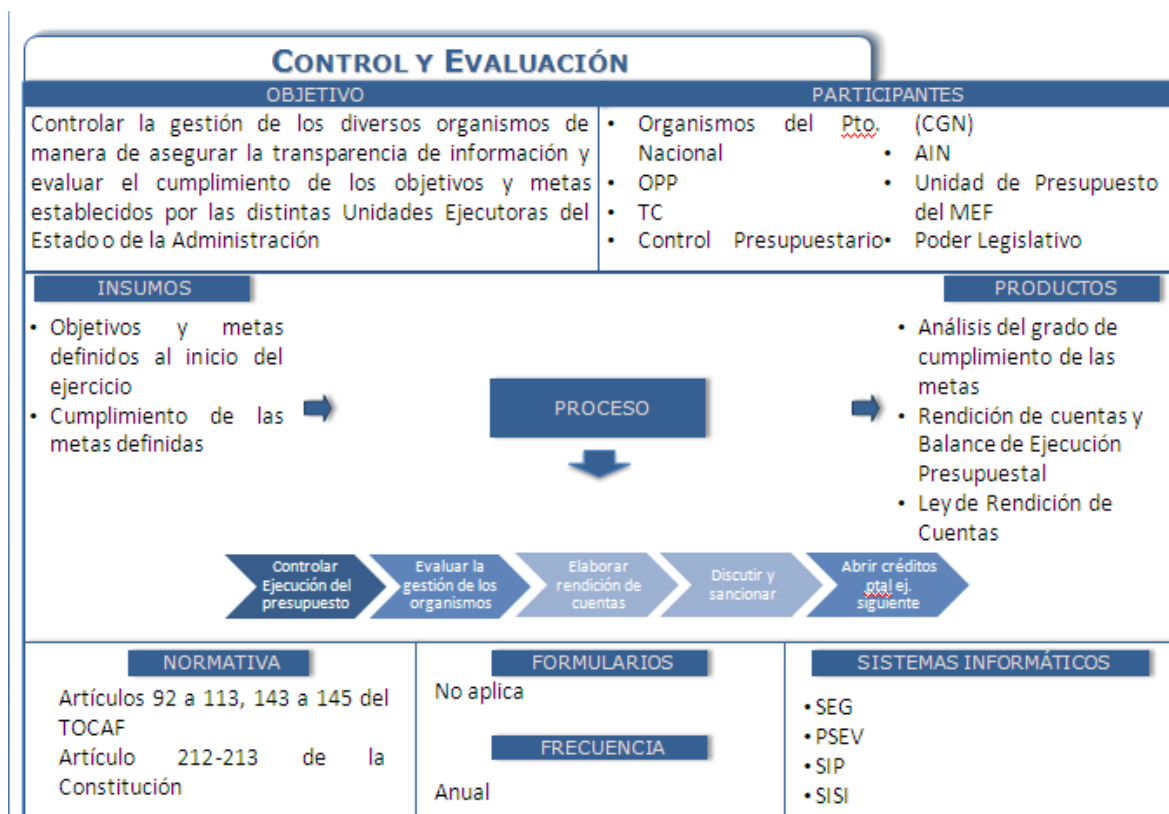 CONTROL Y EVALUACIÓN
OBJETIVO
Controlar la gestión de los diversos organismos de
manera de asegurar la transparencia de información y
evaluar el cumplimiento de los objetivos y metas
establecidos por las distintas Unidades Ejecutoras del
Estado o de la Administración
PARTICIPANTES
• Organismos del Pto.
Nacional
• OPP
• TC
• Control Presupuestario
(CGN)
• AIN
• Unidad de Presupuesto
del MEF
• Poder Legislativo
INSUMOS
• Objetivos y metas
definidos al inicio del
ejercicio
• Cumplimiento de las
metas definidas
PROCESO
PRODUCTOS
• Análisis del grado de
cumplimiento de las
metas
• Rendición de cuentas y
Balance de Ejecución
Presupuestal
• Ley de Rendición de
Cuentas
Controlar
Ejecución del
presupuesto
Evaluar la
gestión de los
organismos
Elaborar
rendición de
cuentas
Discutir y
sancionar
Abrir créditos
ptal ej.
siguiente
NORMATIVA
Artículos 92 a 113, 143 a 145 del
TOCAF
Artículo 212-213 de la
Constitución
FORMULARIOS
No aplica
FRECUENCIA
Anual
SISTEMAS INFORMÁTICOS
• SEG
• PSEV
• SIP
• SISI